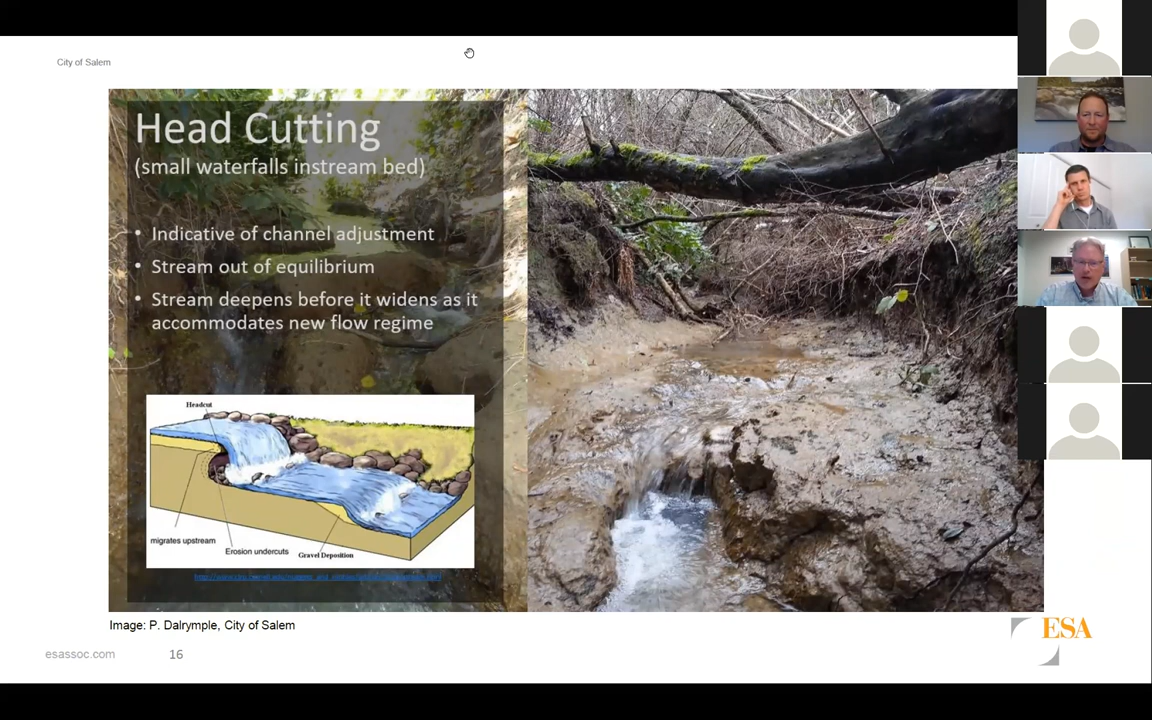 City of Salem
Head Cutting
(small waterfalls instream bed)
• Indicative of channel adjustment
• Stream out of equilibrium
• Stream deepens before it widens as it
accommodates new flow regime
Headcut
migrates upstream
Erosion undercuts
Gravel Deposition
Image: P. Dalrymple, City of Salem
esassoc.com
16
ESA